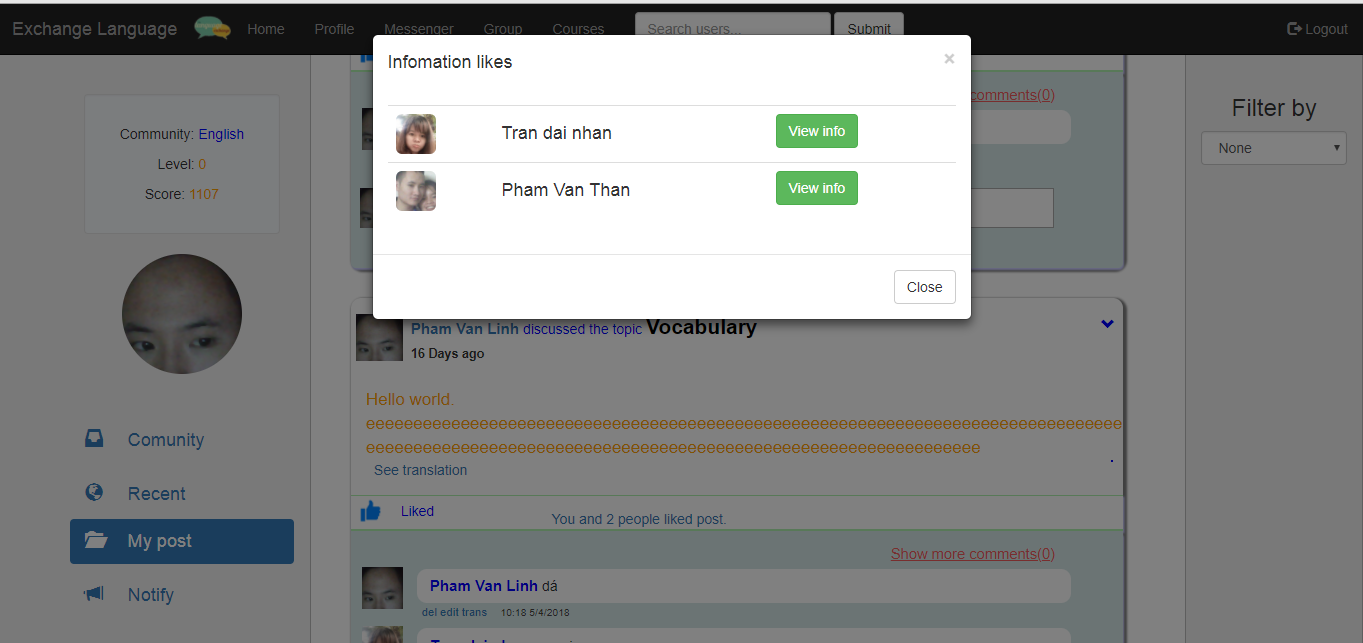 Exchange Language
Home
Profile
Messenger
Group
Courses
Search users...
Submit
Logout
Infomation likes
×
Tran dai nhan
View info
Pham Van Than
View info
Close
Community: English
Level: 0
Score: 1107
Comunity
Recent
My post
Notify
comments(0)
Filter by
None
Pham Van Linh discussed the topic Vocabulary
16 Days ago
Hello world.
See translation
Liked
You and 2 people liked post.
Show more comments(0)
Pham Van Linh dá
del edit trans 10:18 5/4/2018